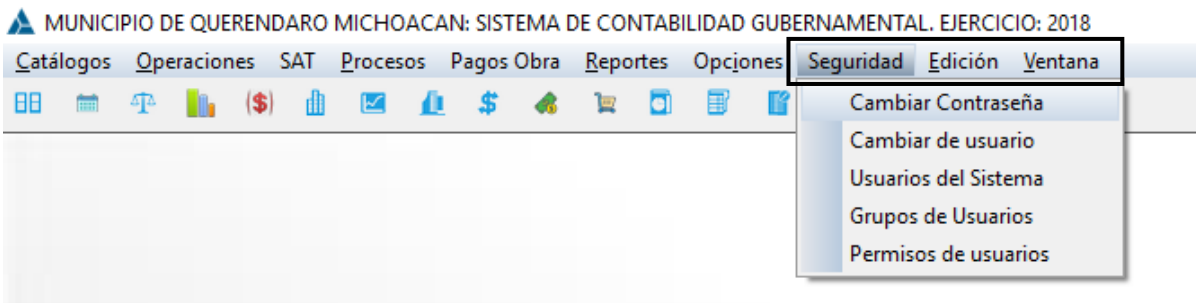 MUNICIPIO DE QUERENDARO MICHOACAN: SISTEMA DE CONTABILIDAD GUBERNAMENTAL. EJERCICIO: 2018
Catálogos Operaciones SAT Procesos Pagos Obra Reportes Opciones Seguridad Edición Ventana
Cambiar Contraseña
Cambiar de usuario
Usuarios del Sistema
Grupos de Usuarios
Permisos de usuarios